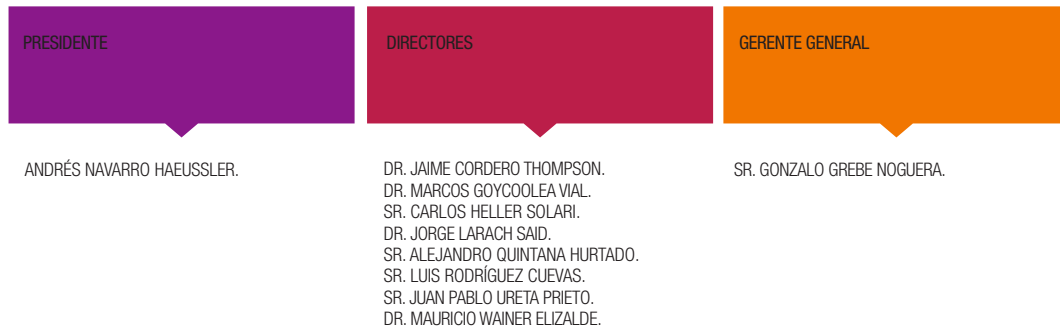 PRESIDENTE
ANDRÉS NAVARRO HAEUSSLER.
DIRECTORES
DR. JAIME CORDERO THOMPSON.
DR. MARCOS GOYCOOLEA VIAL.
SR. CARLOS HELLER SOLARI.
DR. JORGE LARACH SAID.
SR. ALEJANDRO QUINTANA HURTADO.
SR. LUIS RODRÍGUEZ CUEVAS.
SR. JUAN PABLO URETA PRIETO.
DR. MAURICIO WAINER ELIZALDE.
GERENTE GENERAL
SR. GONZALO GREBE NOGUERA.